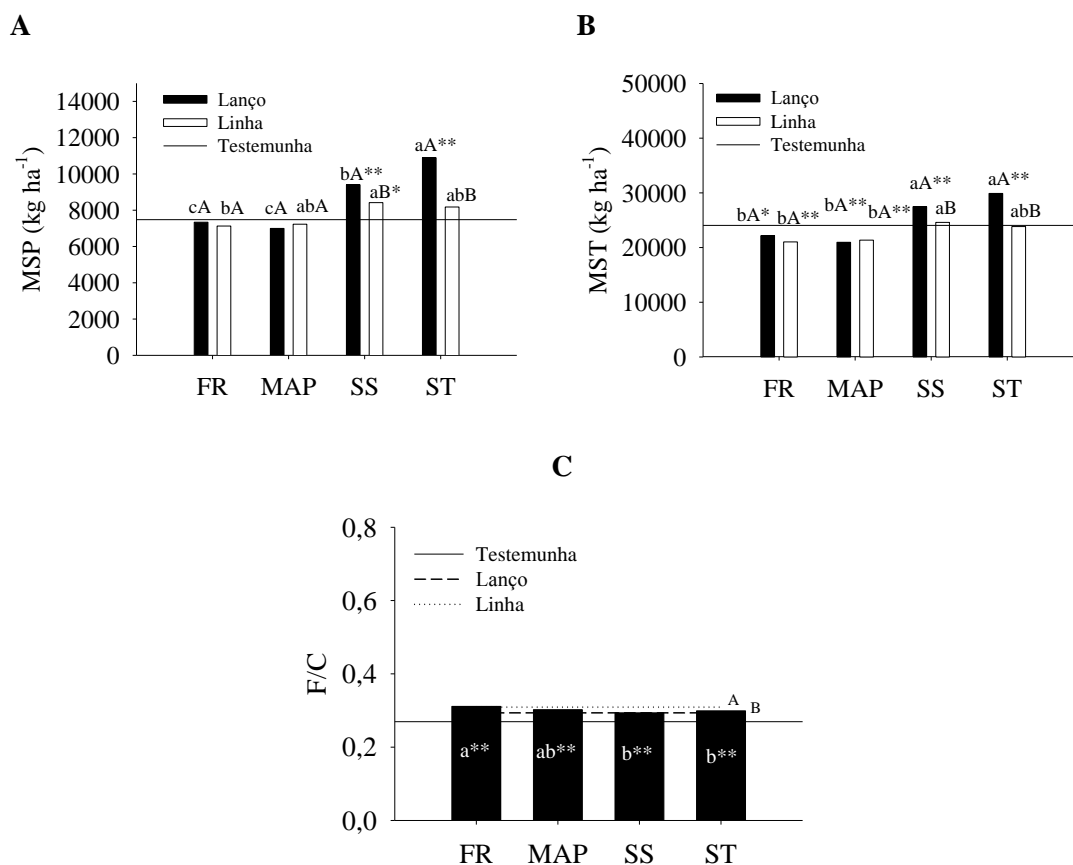 A
MSP (kg ha⁻¹)
14000
12000
10000
8000
6000
4000
2000
0
Lanço
Linha
Testemunha
cA bA cA abA bA** aB* aA** abB
FR MAP SS ST
B
MST (kg ha⁻¹)
50000
40000
30000
20000
10000
0
Lanço
Linha
Testemunha
bA* bA** bA** bA** aA** aB aA** abB
FR MAP SS ST
C
F/C
0,8
0,6
0,4
0,2
0,0
Testemunha
Lanço
Linha
A
B
a** ab** b** b**
FR MAP SS ST